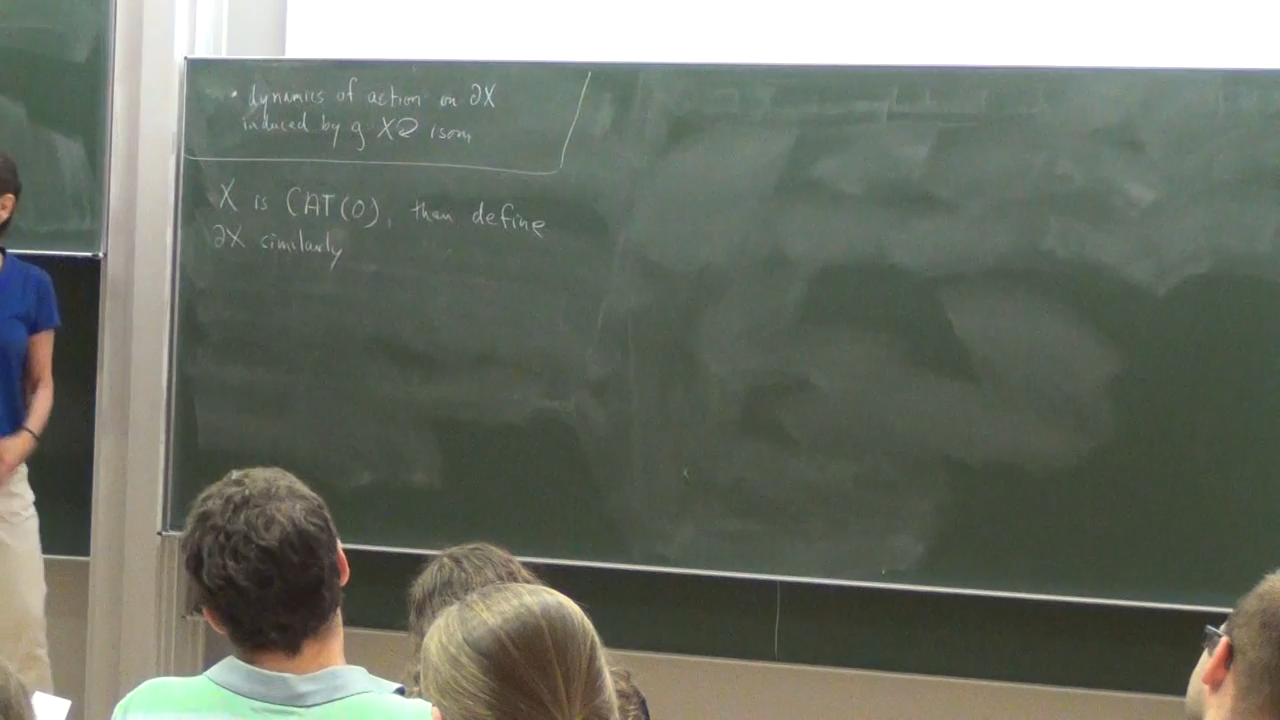 • dynamics of action on ∂X
induced by g X⟲ isom
X is CAT(0), then define
∂X similarly